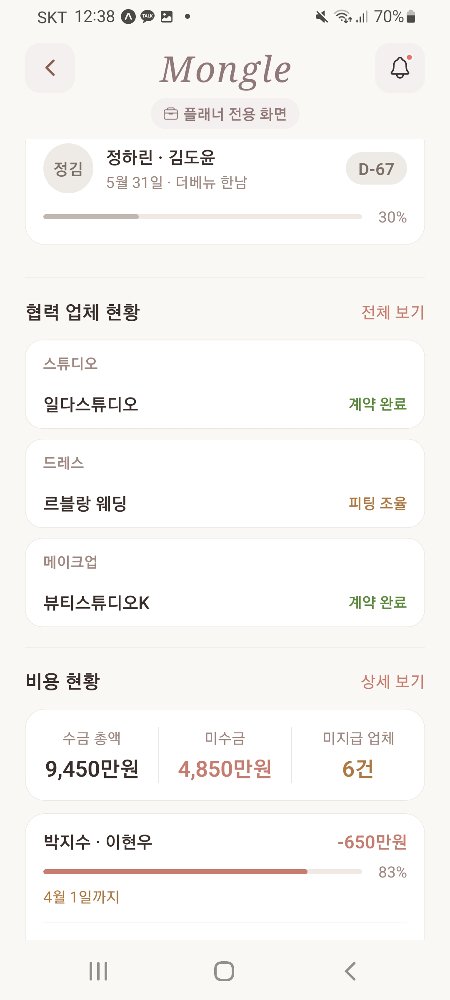 SKT 12:38 TALK 70%
Mongle
플래너 전용 화면
정김
정하린 · 김도윤
D-67
5월 31일 · 더베뉴 한남
30%
협력 업체 현황 전체 보기
스튜디오
일다스튜디오 계약 완료
드레스
르블랑 웨딩 피팅 조율
메이크업
뷰티스튜디오K 계약 완료
비용 현황 상세 보기
수금 총액 미수금 미지급 업체
9,450만원 4,850만원 6건
박지수 · 이현우 -650만원
83%
4월 1일까지